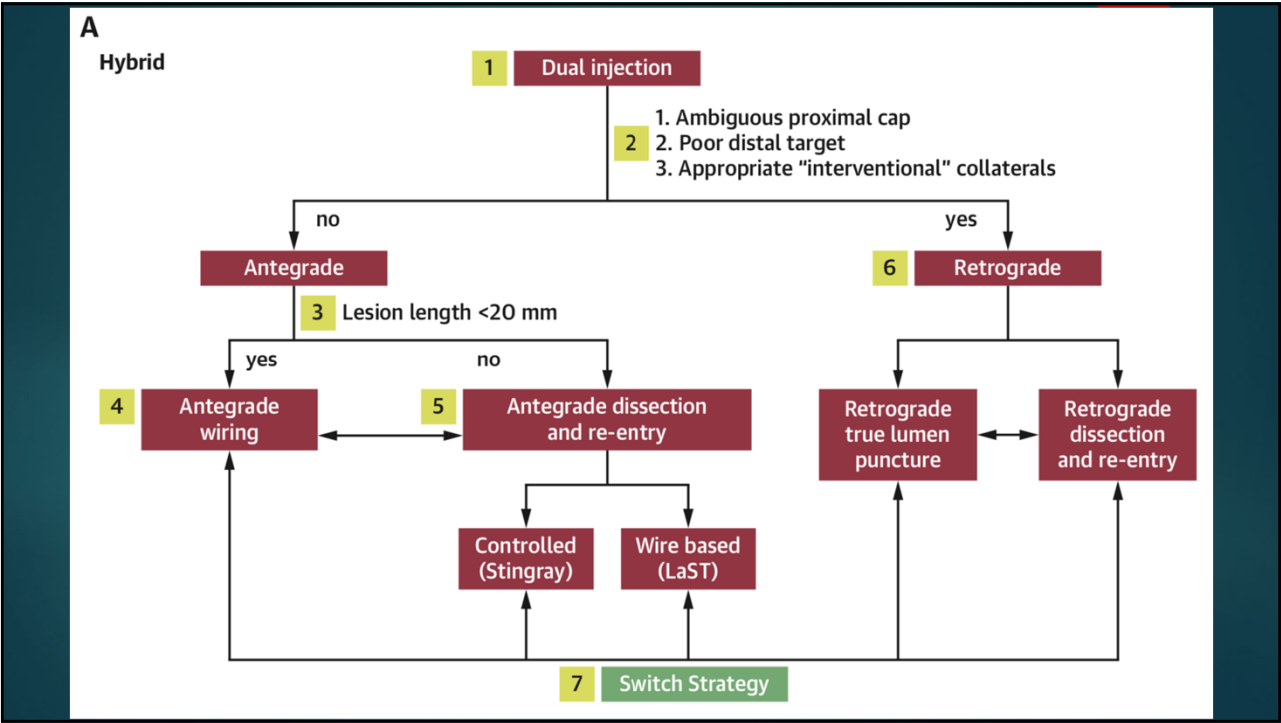 A
Hybrid
1 Dual injection
2
1. Ambiguous proximal cap
2. Poor distal target
3. Appropriate “interventional” collaterals
no
yes
Antegrade
6 Retrograde
3 Lesion length <20 mm
yes
no
4
Antegrade
wiring
5
Antegrade dissection
and re-entry
Retrograde
true lumen
puncture
Retrograde
dissection
and re-entry
Controlled
(Stingray)
Wire based
(LaST)
7 Switch Strategy